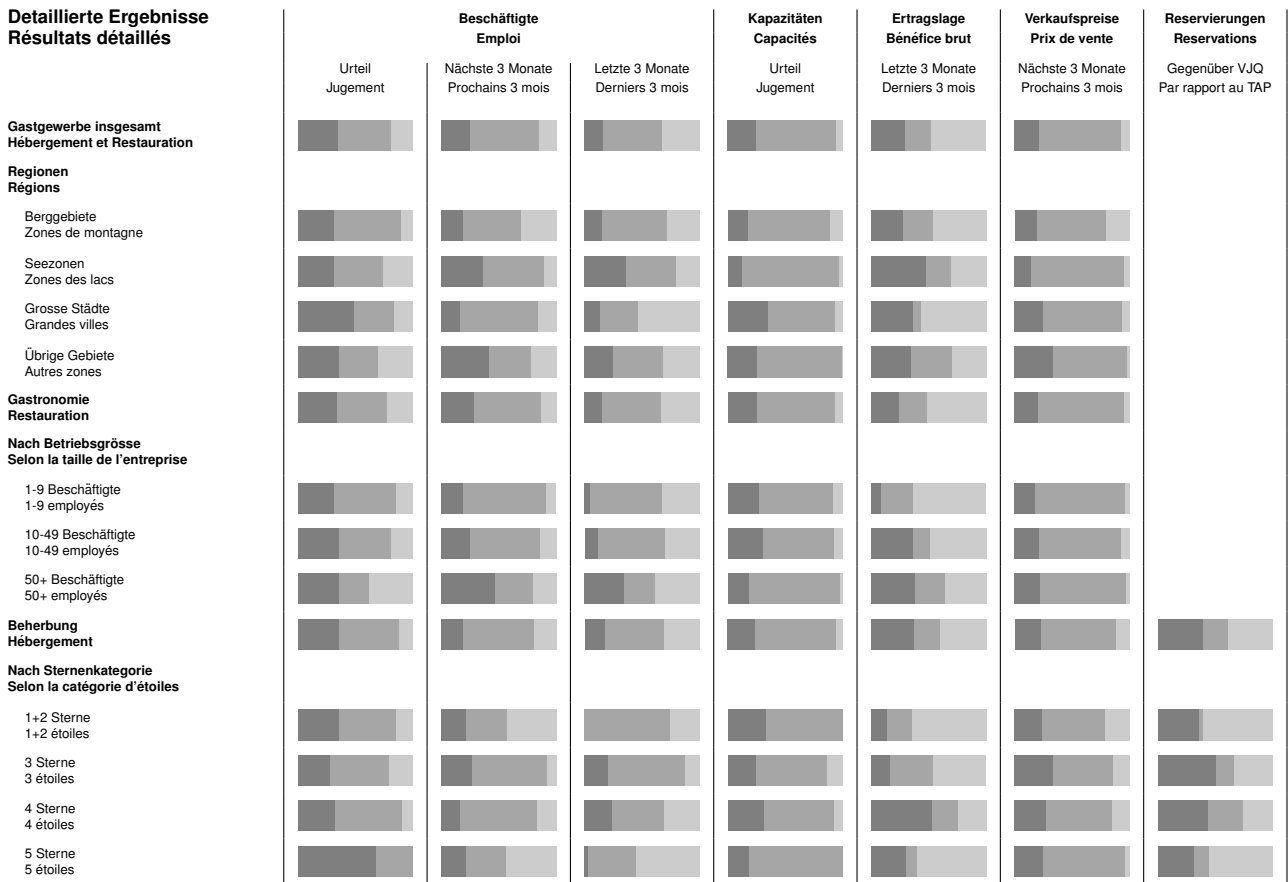 Detaillierte Ergebnisse
Résultats détaillés
Beschäftigte
Emploi
Kapazitäten
Capacités
Ertragslage
Bénéfice brut
Verkaufspreise
Prix de vente
Reservierungen
Reservations
Urteil
Jugement
Nächste 3 Monate
Prochains 3 mois
Letzte 3 Monate
Derniers 3 mois
Urteil
Jugement
Letzte 3 Monate
Derniers 3 mois
Nächste 3 Monate
Prochains 3 mois
Gegenüber VJQ
Par rapport au TAP
Gastgewerbe insgesamt
Hébergement et Restauration
Regionen
Régions
Berggebiete
Zones de montagne
Seezonen
Zones des lacs
Grosse Städte
Grandes villes
Übrige Gebiete
Autres zones
Gastronomie
Restauration
Nach Betriebsgrösse
Selon la taille de l'entreprise
1-9 Beschäftigte
1-9 employés
10-49 Beschäftigte
10-49 employés
50+ Beschäftigte
50+ employés
Beherbung
Hébergement
Nach Sternenkategorie
Selon la catégorie d'étoiles
1+2 Sterne
1+2 étoiles
3 Sterne
3 étoiles
4 Sterne
4 étoiles
5 Sterne
5 étoiles